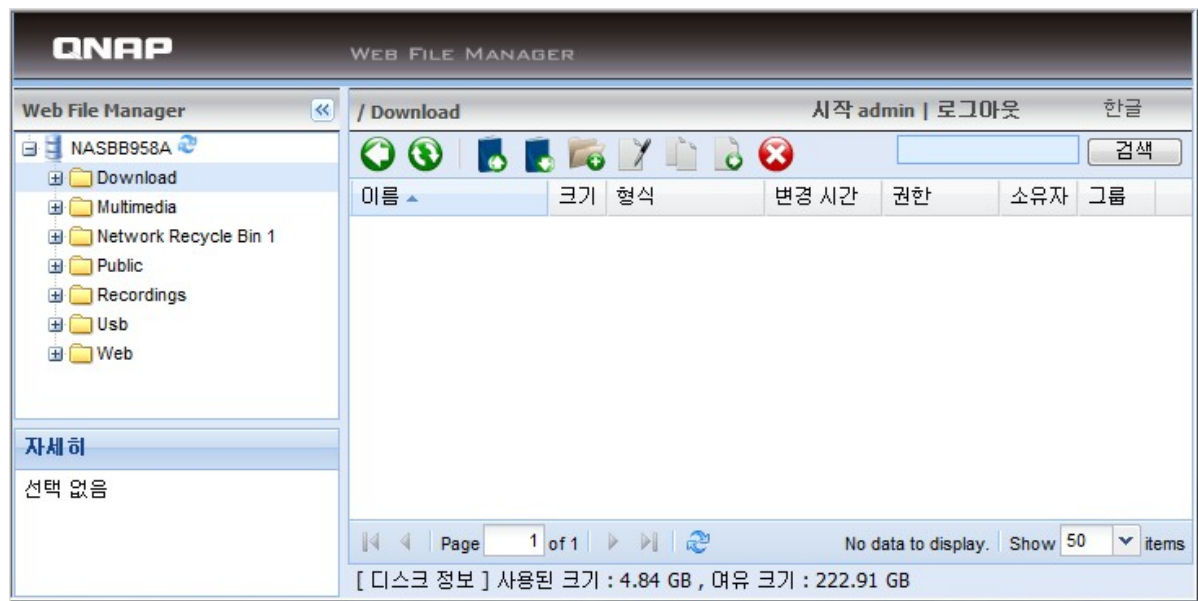 QNAP
WEB FILE MANAGER
Web File Manager
/ Download
시작 admin | 로그아웃
한글
NASBB958A
Download
Multimedia
Network Recycle Bin 1
Public
Recordings
Usb
Web
검색
이름 크기 형식 변경 시간 권한 소유자 그룹
자세히
선택 없음
Page 1 of 1 No data to display. Show 50 items
[ 디스크 정보 ] 사용된 크기 : 4.84 GB , 여유 크기 : 222.91 GB